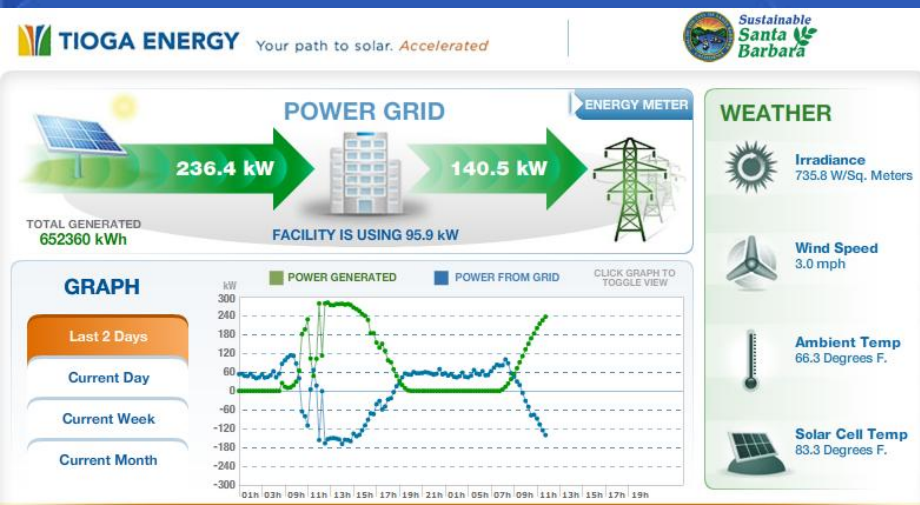 TIOGA ENERGY Your path to solar. Accelerated
Sustainable
Santa
Barbara
POWER GRID
ENERGY METER
236.4 kW
140.5 kW
TOTAL GENERATED
652360 kWh
FACILITY IS USING 95.9 kW
WEATHER
Irradiance
735.8 W/Sq. Meters
Wind Speed
3.0 mph
Ambient Temp
66.3 Degrees F.
Solar Cell Temp
83.3 Degrees F.
GRAPH
Last 2 Days
Current Day
Current Week
Current Month
POWER GENERATED
POWER FROM GRID
CLICK GRAPH TO
TOGGLE VIEW
kW
300
240
180
120
60
0
-60
-120
-180
-240
-300
01h 03h 09h 11h 13h 15h 17h 19h 21h 01h 05h 07h 09h 11h 13h 15h 17h 19h